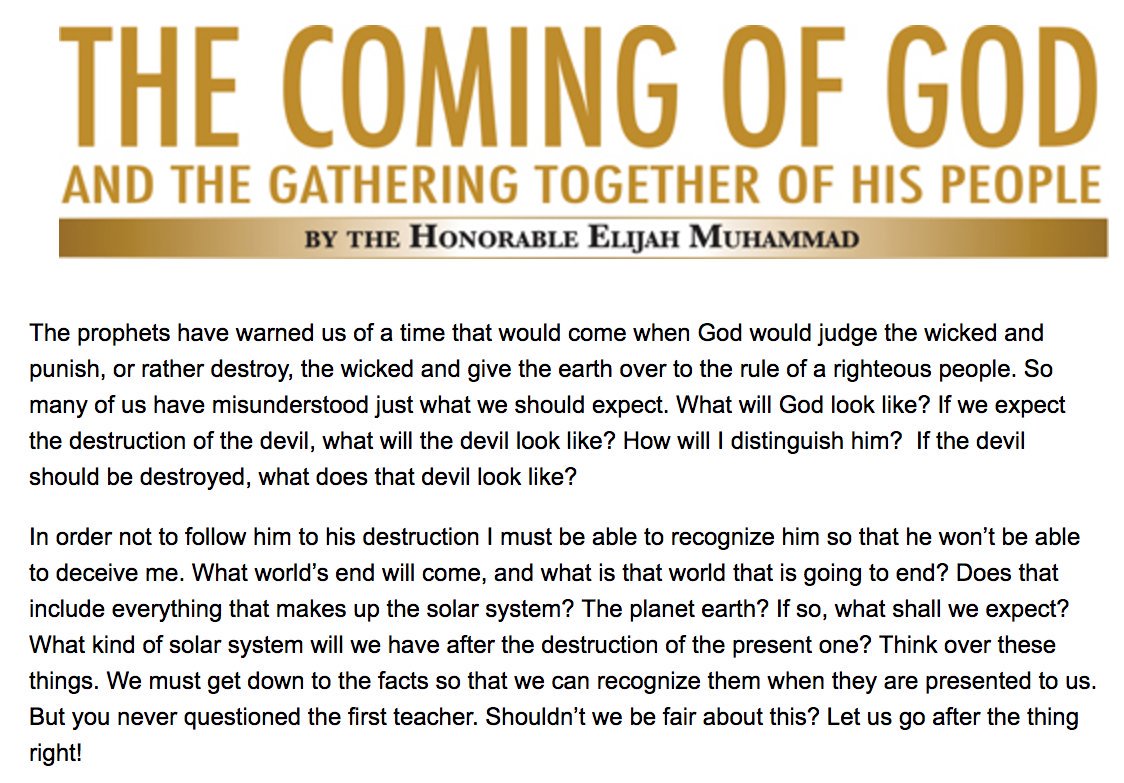 THE COMING OF GOD
AND THE GATHERING TOGETHER OF HIS PEOPLE
BY THE HONORABLE ELIJAH MUHAMMAD
The prophets have warned us of a time that would come when God would judge the wicked and
punish, or rather destroy, the wicked and give the earth over to the rule of a righteous people. So
many of us have misunderstood just what we should expect. What will God look like? If we expect
the destruction of the devil, what will the devil look like? How will I distinguish him?  If the devil
should be destroyed, what does that devil look like?
In order not to follow him to his destruction I must be able to recognize him so that he won’t be able
to deceive me. What world’s end will come, and what is that world that is going to end? Does that
include everything that makes up the solar system? The planet earth? If so, what shall we expect?
What kind of solar system will we have after the destruction of the present one? Think over these
things. We must get down to the facts so that we can recognize them when they are presented to us.
But you never questioned the first teacher. Shouldn’t we be fair about this? Let us go after the thing
right!